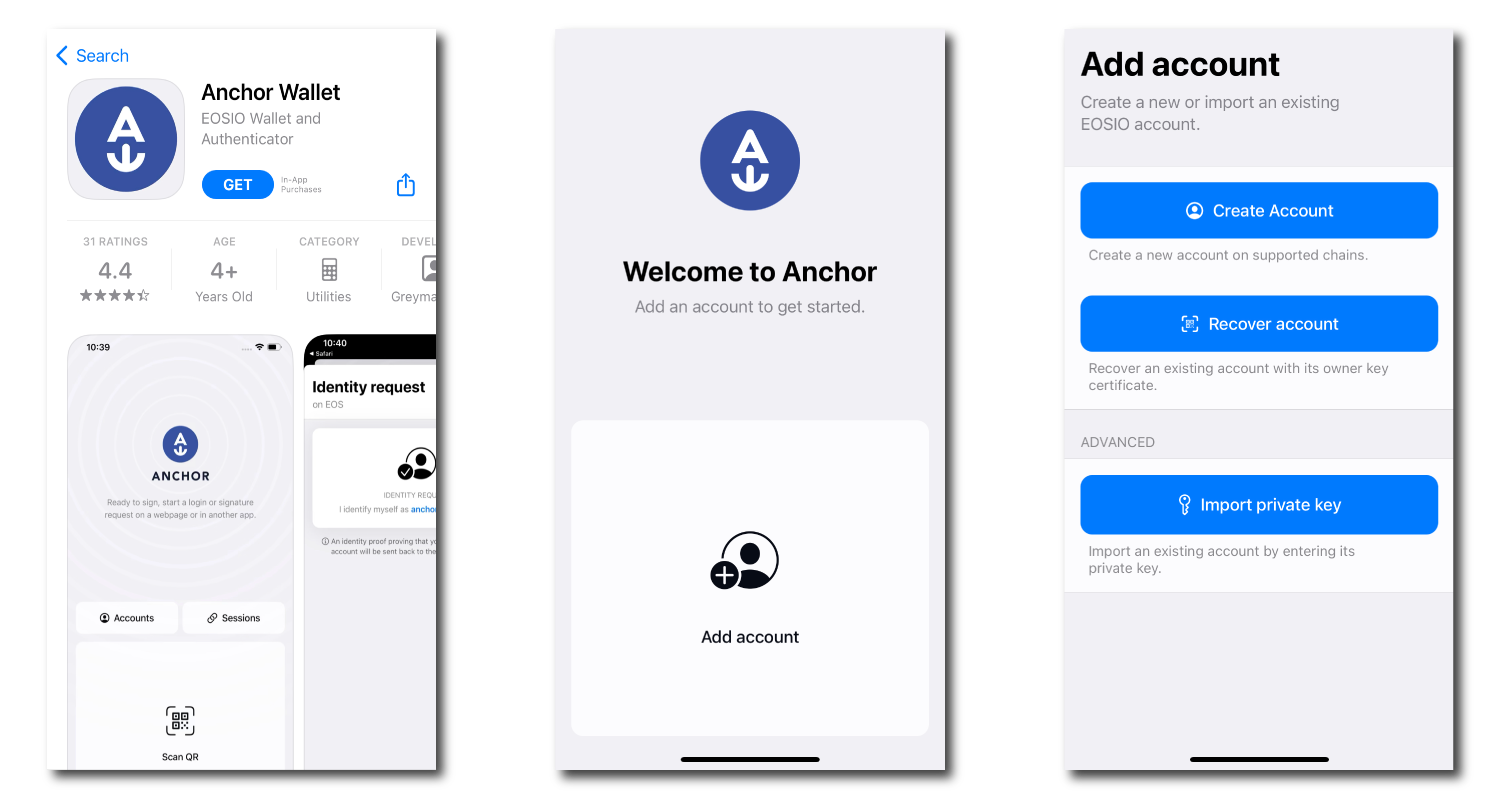 Search
Anchor Wallet
EOSIO Wallet and
Authenticator
GET
In-App
Purchases
31 RATINGS
4.4
AGE
4+
Years Old
CATEGORY
Utilities
DEVEL
Greyma
10:39
ANCHOR
Ready to sign, start a login or signature
request on a webpage or in another app.
Accounts
Sessions
Scan QR
10:40
Safari
Identity request
on EOS
IDENTITY REQU
I identify myself as anchor
An identity proof proving that yo
account will be sent back to the
Welcome to Anchor
Add an account to get started.
Add account
Add account
Create a new or import an existing
EOSIO account.
Create Account
Create a new account on supported chains.
Recover account
Recover an existing account with its owner key
certificate.
ADVANCED
Import private key
Import an existing account by entering its
private key.